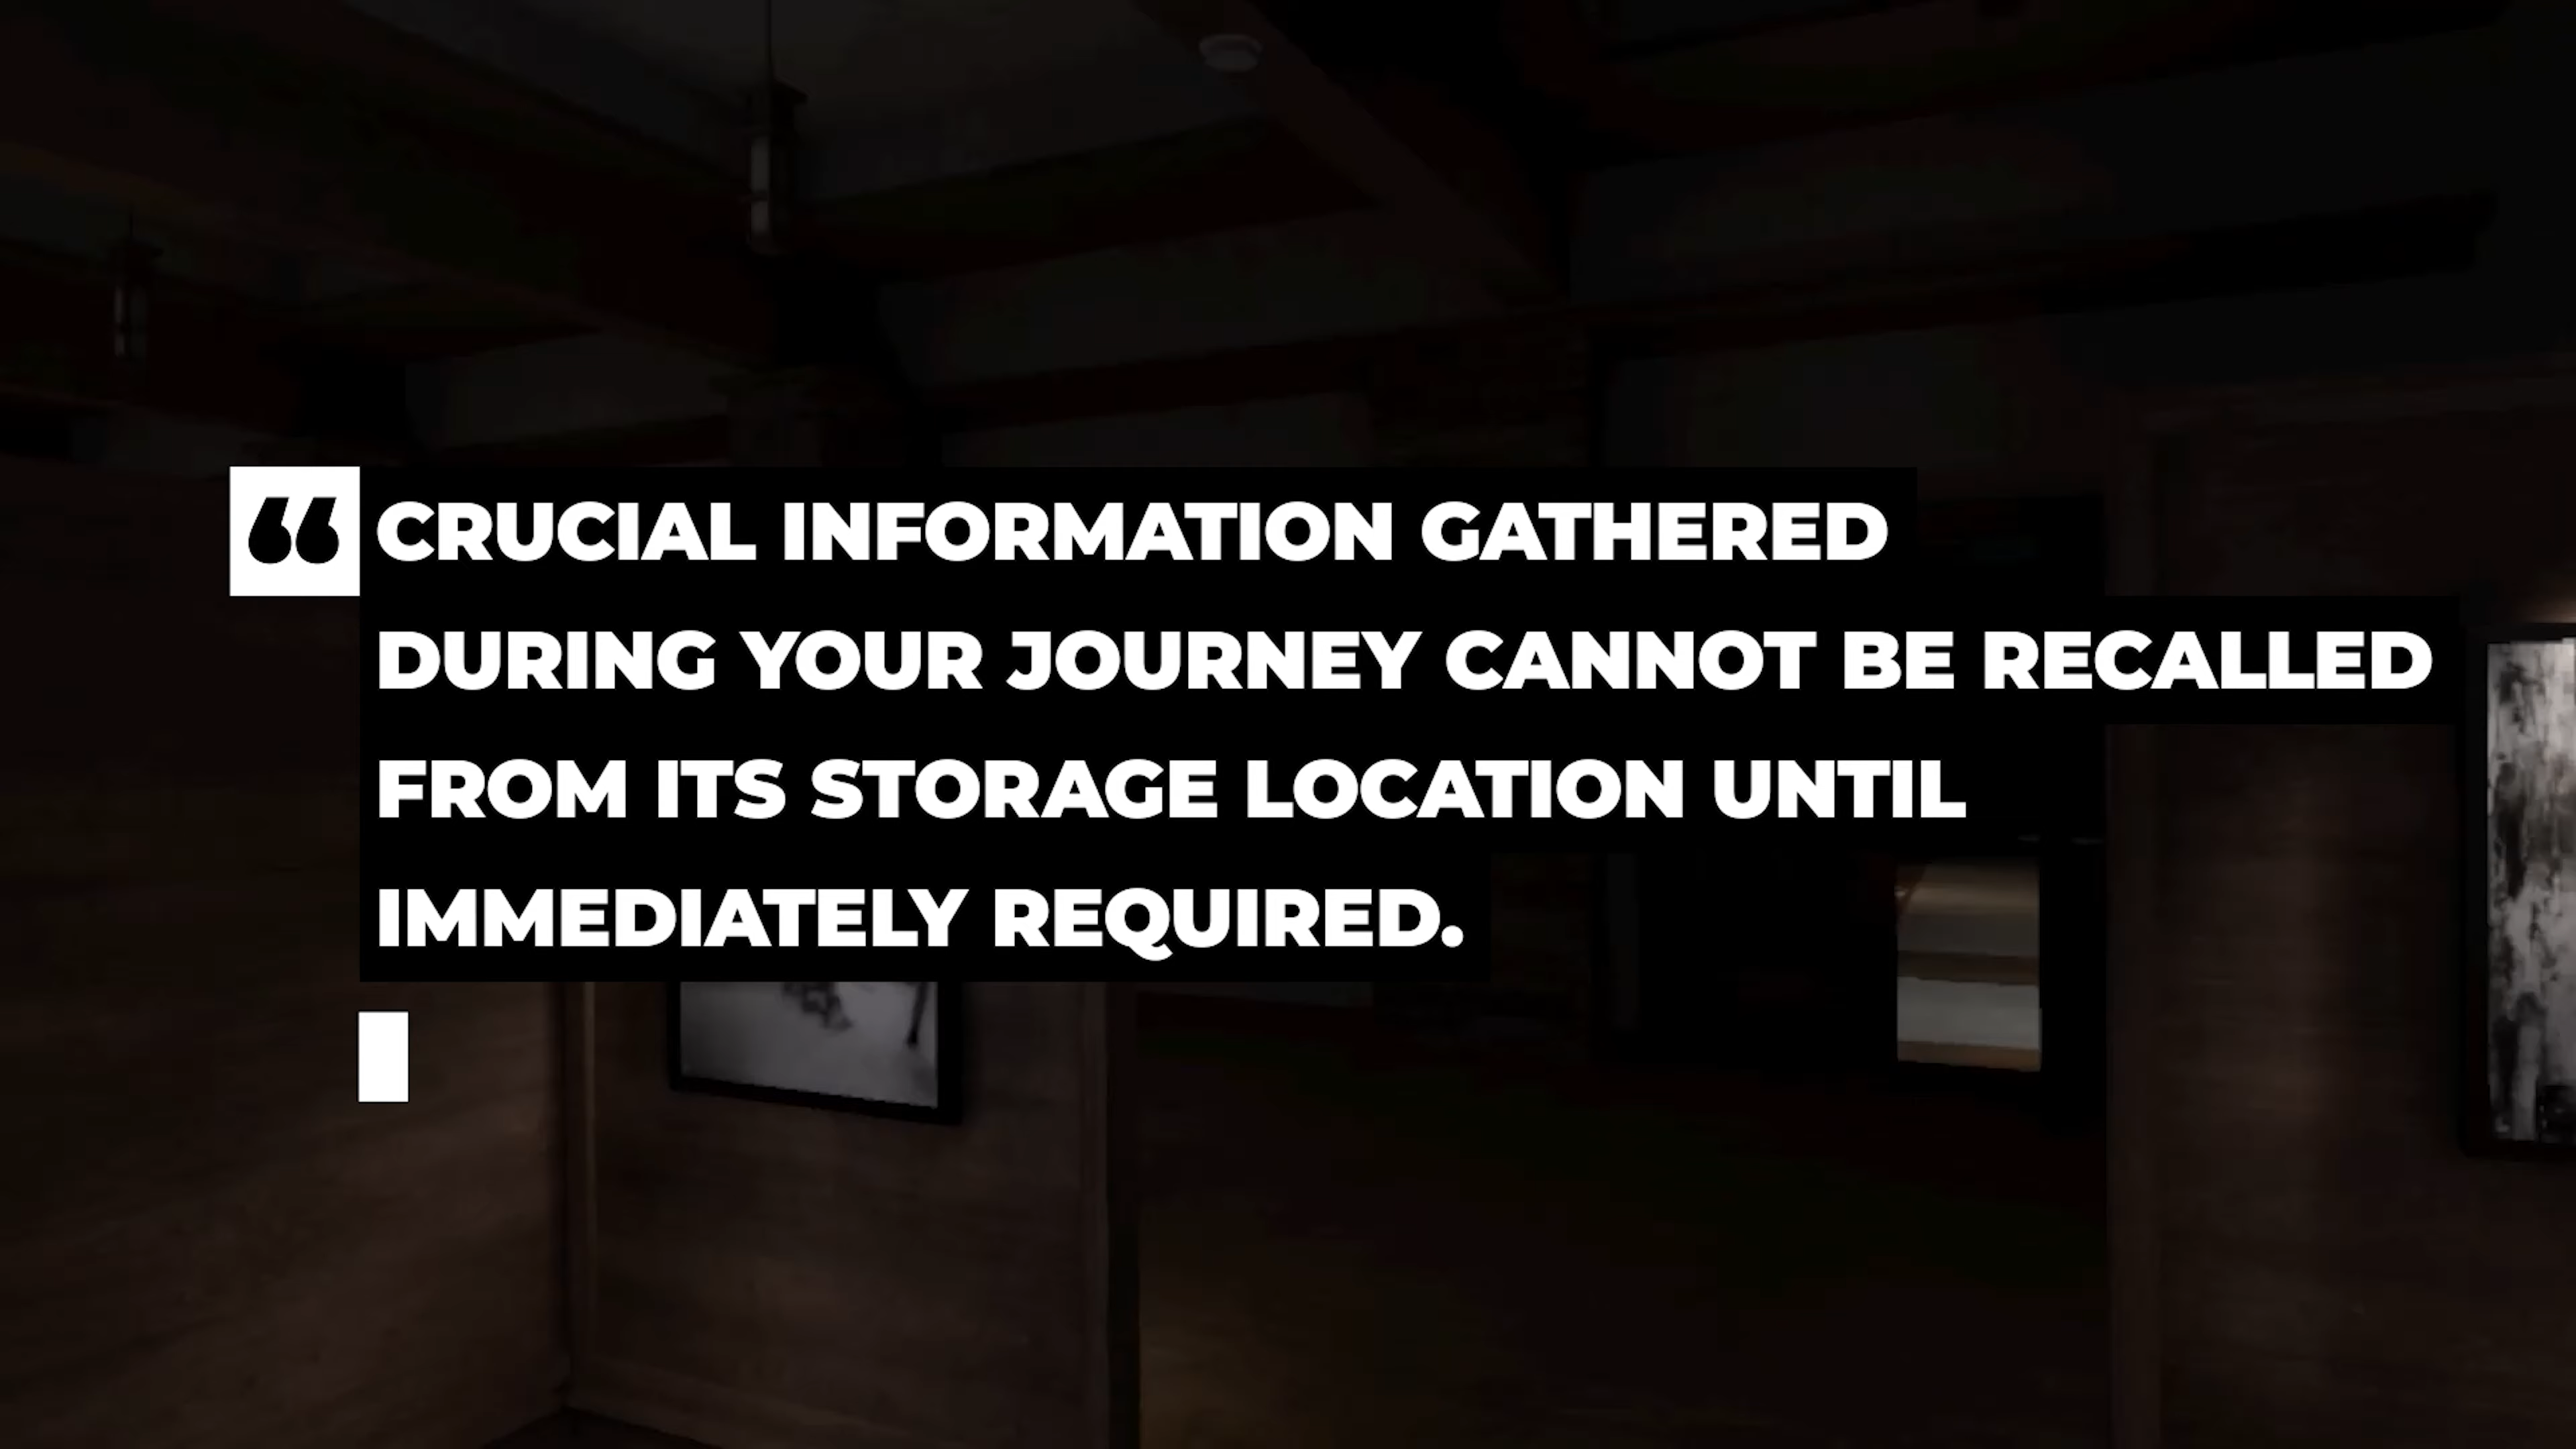 “CRUCIAL INFORMATION GATHERED
DURING YOUR JOURNEY CANNOT BE RECALLED
FROM ITS STORAGE LOCATION UNTIL
IMMEDIATELY REQUIRED.